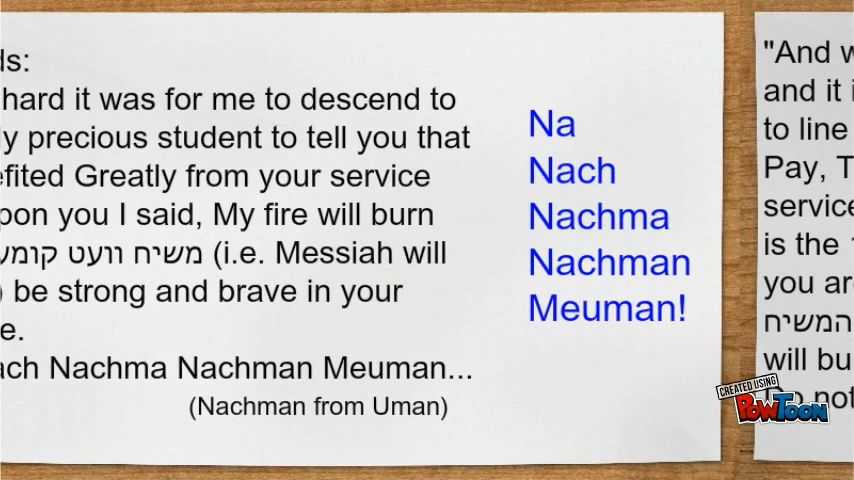 ds:
hard it was for me to descend to
y precious student to tell you that
efited Greatly from your service
pon you I said, My fire will burn
משיח וועט קומע (i.e. Messiah will
) be strong and brave in your
e.
ach Nachma Nachman Meuman...
(Nachman from Uman)
Na
Nach
Nachma
Nachman
Meuman!
"And w
and it i
to line
Pay, T
service
is the
you ar
המשיח
will bu
not
CREATED USING
POWTOON